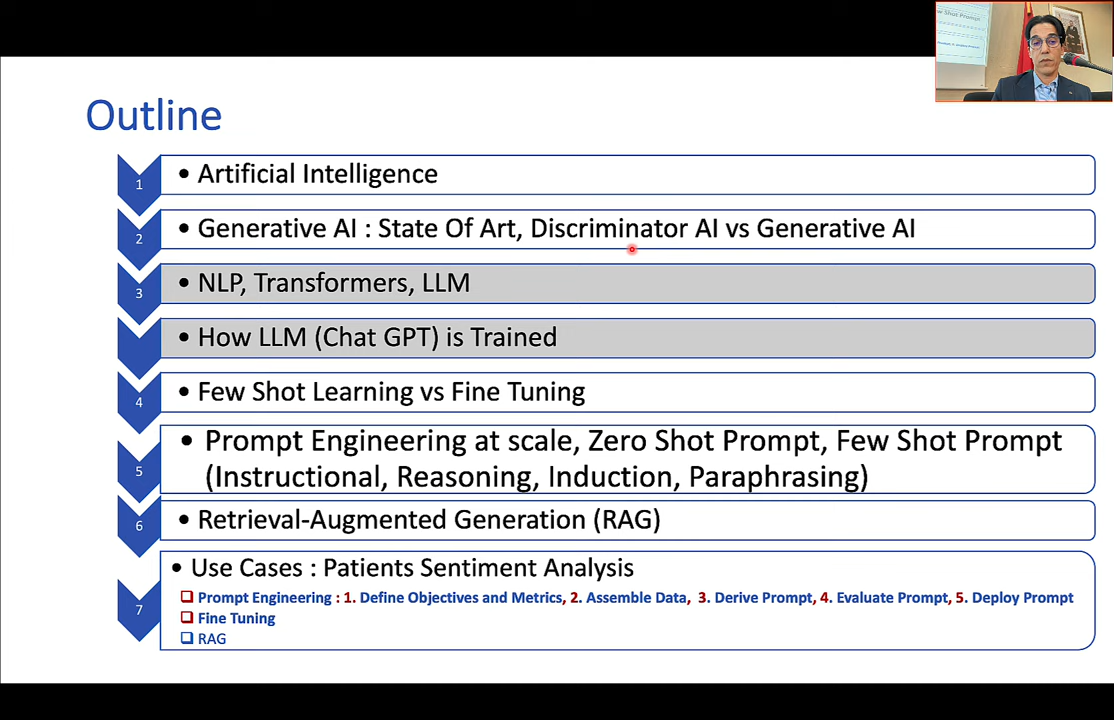 Outline
1
• Artificial Intelligence
2
• Generative AI : State Of Art, Discriminator AI vs Generative AI
3
• NLP, Transformers, LLM
• How LLM (Chat GPT) is Trained
4
• Few Shot Learning vs Fine Tuning
5
• Prompt Engineering at scale, Zero Shot Prompt, Few Shot Prompt
(Instructional, Reasoning, Induction, Paraphrasing)
6
• Retrieval-Augmented Generation (RAG)
7
• Use Cases : Patients Sentiment Analysis
❑ Prompt Engineering : 1. Define Objectives and Metrics, 2. Assemble Data, 3. Derive Prompt, 4. Evaluate Prompt, 5. Deploy Prompt
❑ Fine Tuning
❑ RAG
Shot Prompt